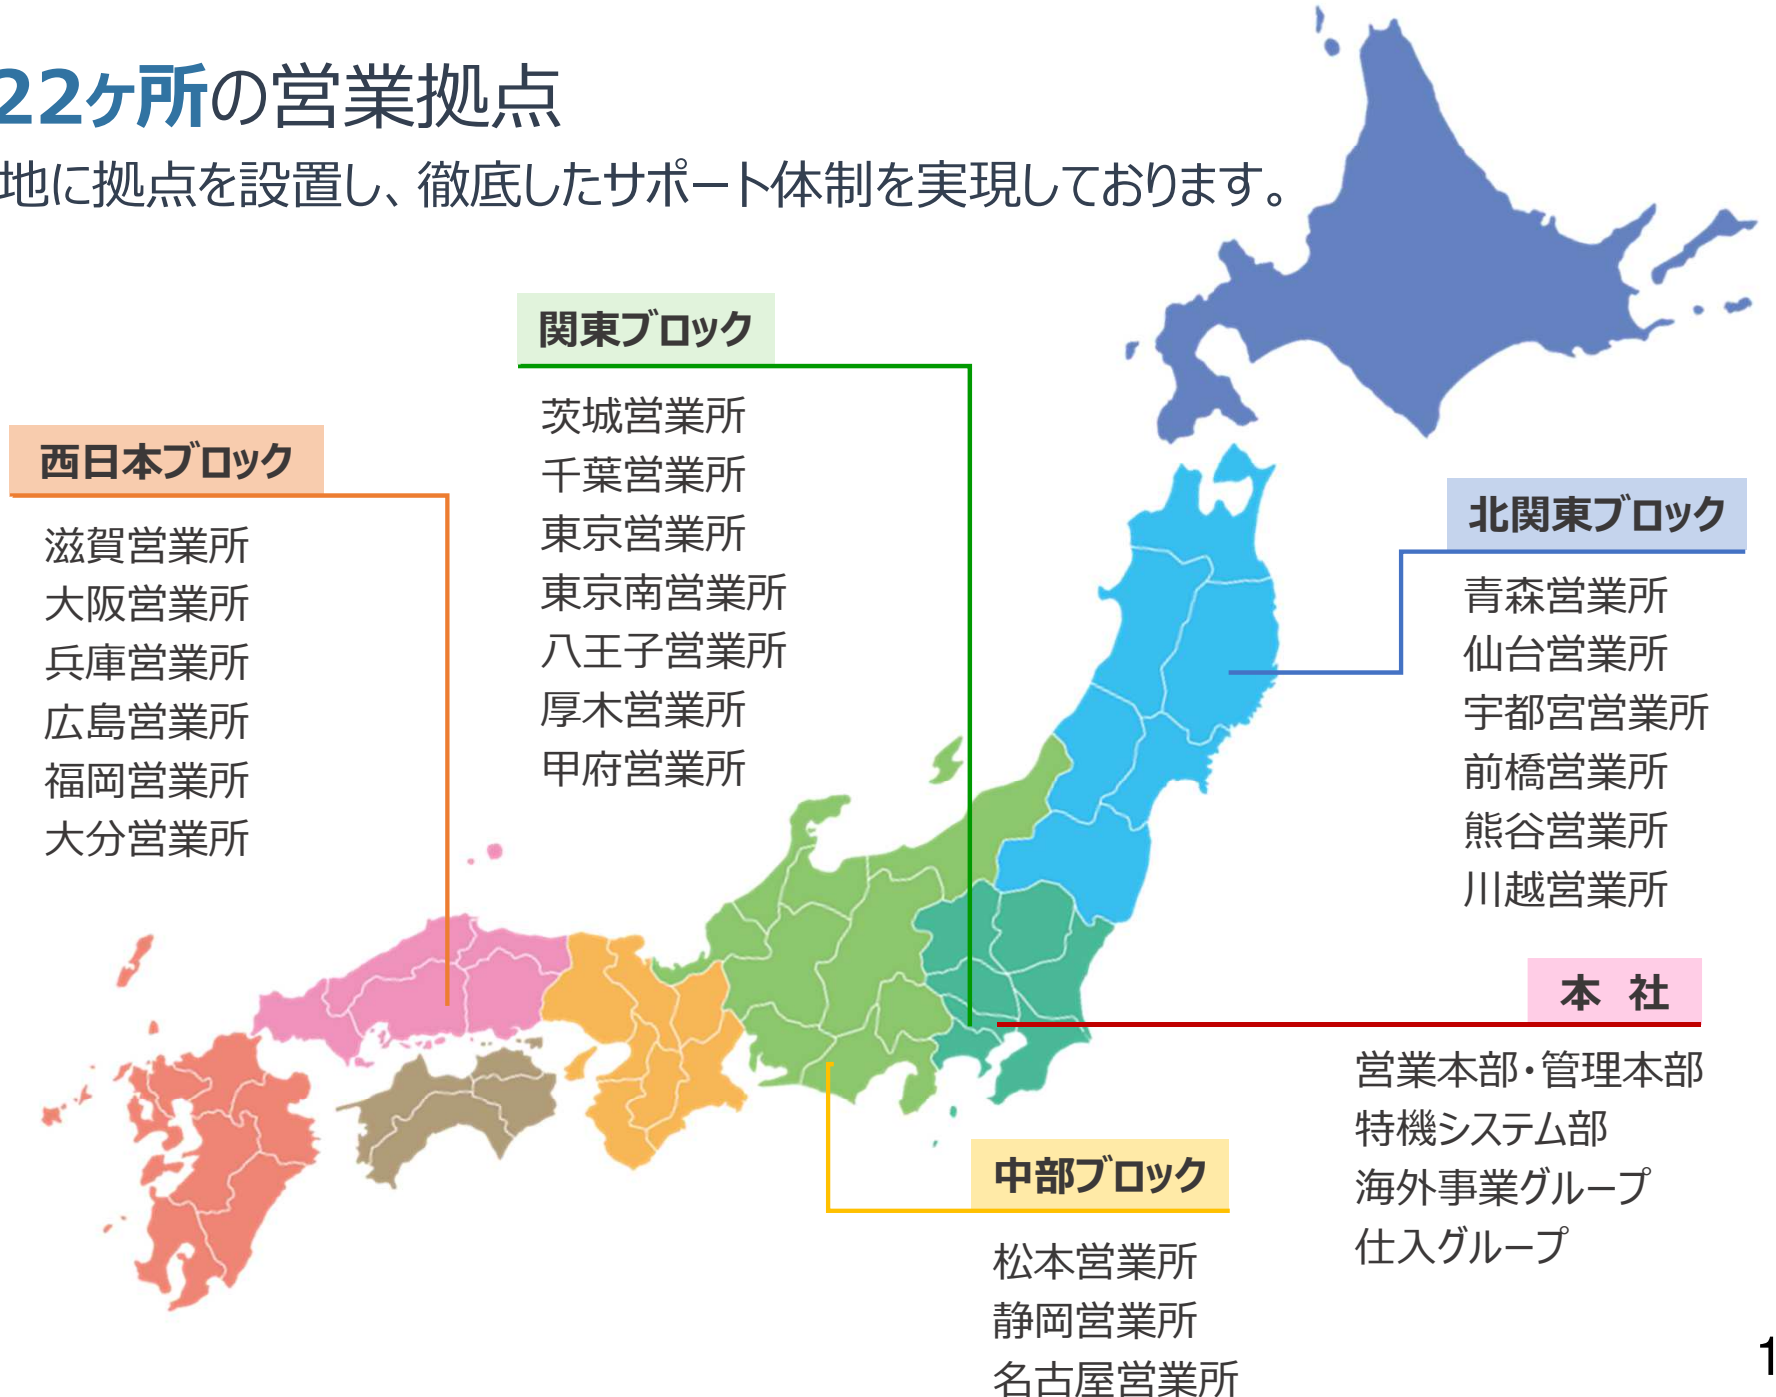 22ヶ所の営業拠点
地に拠点を設置し、徹底したサポート体制を実現しております。
関東ブロック
茨城営業所
千葉営業所
東京営業所
東京南営業所
八王子営業所
厚木営業所
甲府営業所
西日本ブロック
滋賀営業所
大阪営業所
兵庫営業所
広島営業所
福岡営業所
大分営業所
北関東ブロック
青森営業所
仙台営業所
宇都宮営業所
前橋営業所
熊谷営業所
川越営業所
本 社
営業本部・管理本部
特機システム部
海外事業グループ
仕入グループ
中部ブロック
松本営業所
静岡営業所
名古屋営業所
1